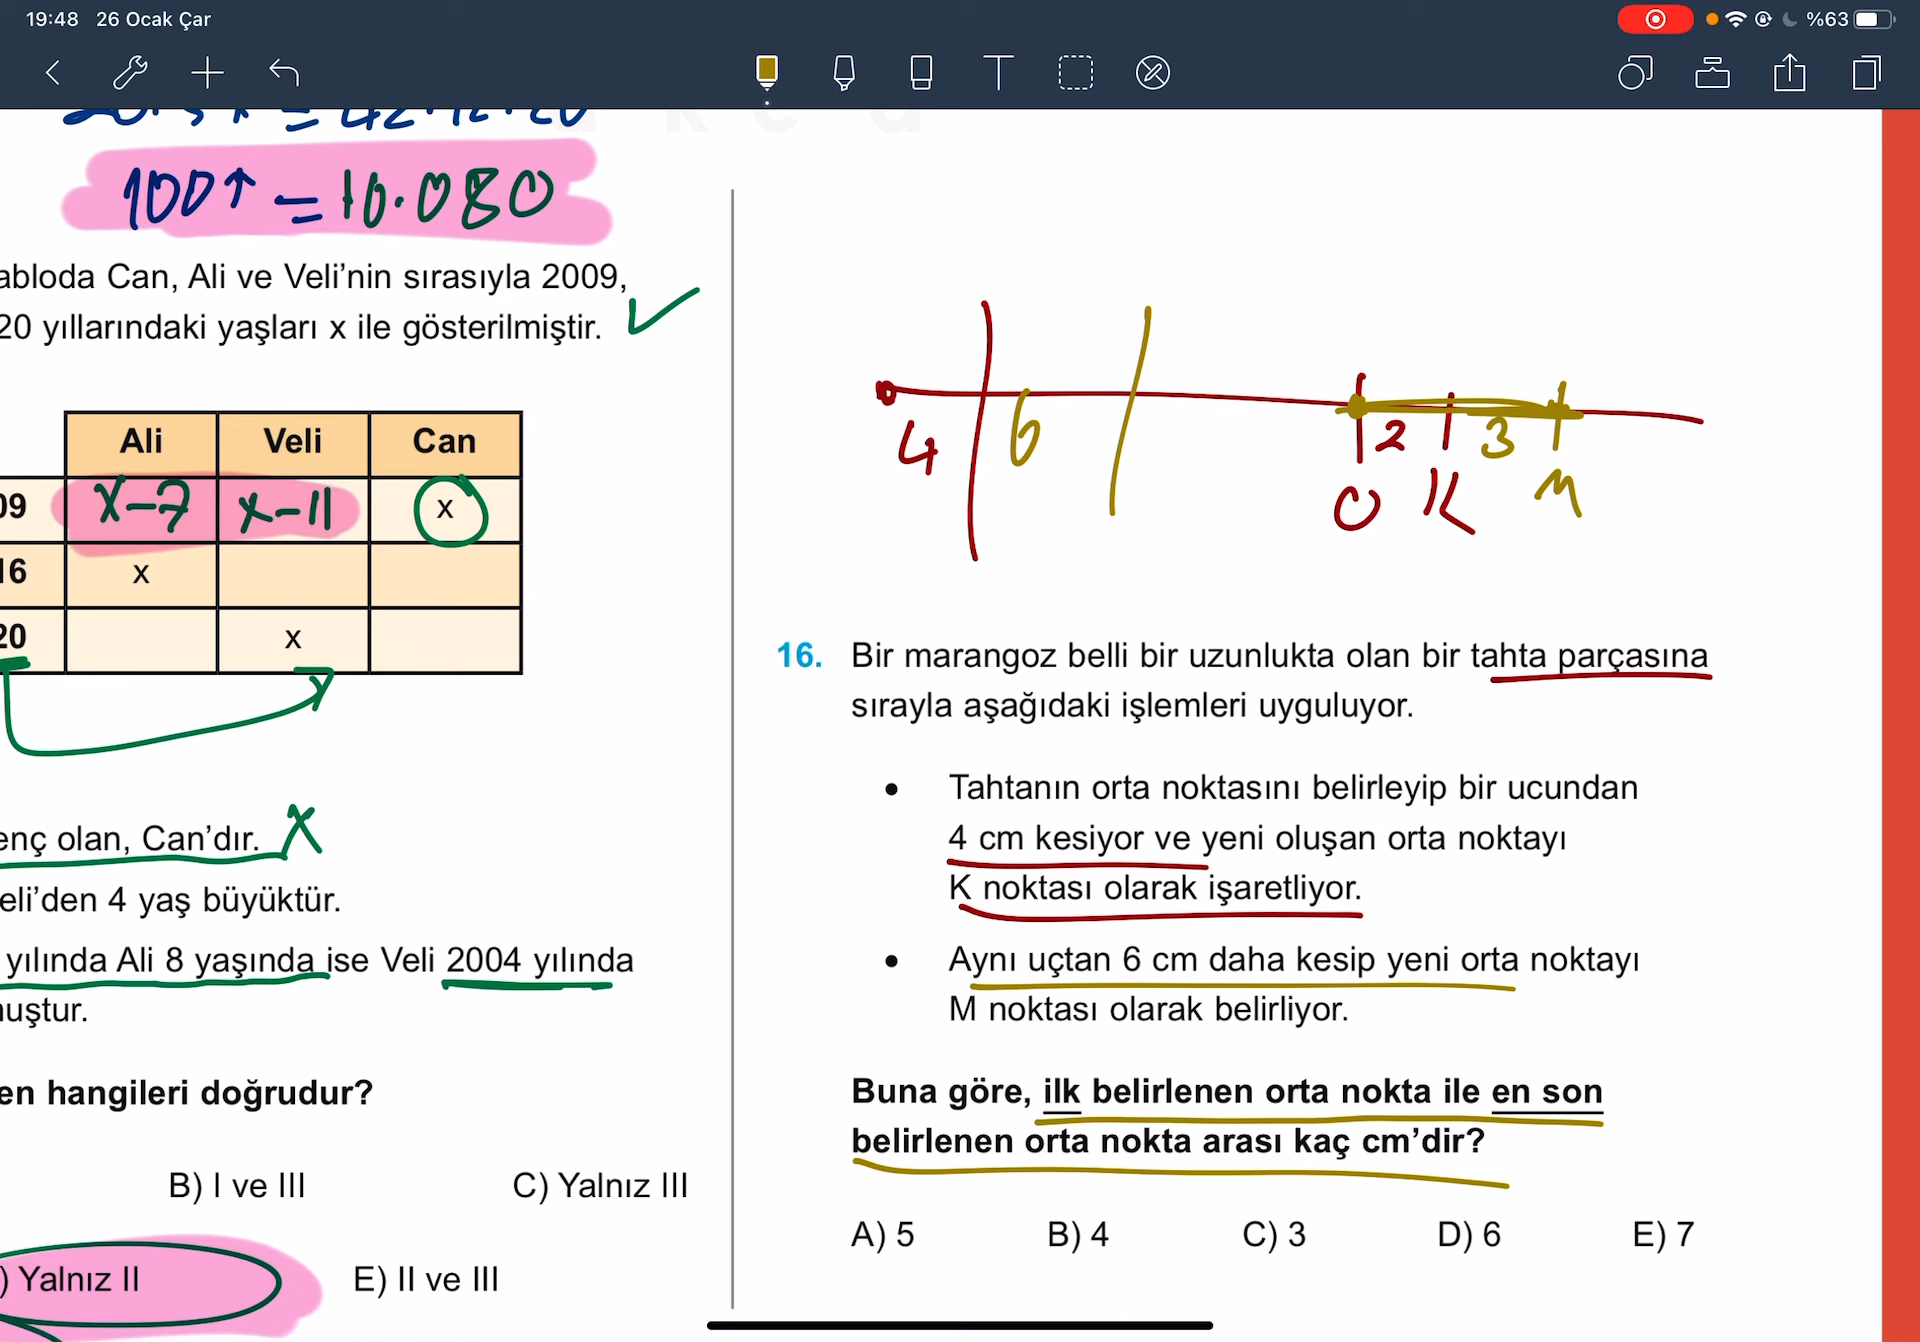 19:48 26 Ocak Çar
%63
100↑ = 10.080
abloda Can, Ali ve Veli’nin sırasıyla 2009,
20 yıllarındaki yaşları x ile gösterilmiştir.
Ali Veli Can
09 x-7 x-11 x
16 x
20 x
enç olan, Can’dır. X
eli’den 4 yaş büyüktür.
yılında Ali 8 yaşında ise Veli 2004 yılında
uştur.
en hangileri doğrudur?
B) I ve III C) Yalnız III
) Yalnız II E) II ve III
4 6 2 3
O K M
16. Bir marangoz belli bir uzunlukta olan bir tahta parçasına
sırayla aşağıdaki işlemleri uyguluyor.
• Tahtanın orta noktasını belirleyip bir ucundan
4 cm kesiyor ve yeni oluşan orta noktayı
K noktası olarak işaretliyor.
• Aynı uçtan 6 cm daha kesip yeni orta noktayı
M noktası olarak belirliyor.
Buna göre, ilk belirlenen orta nokta ile en son
belirlenen orta nokta arası kaç cm’dir?
A) 5 B) 4 C) 3 D) 6 E) 7